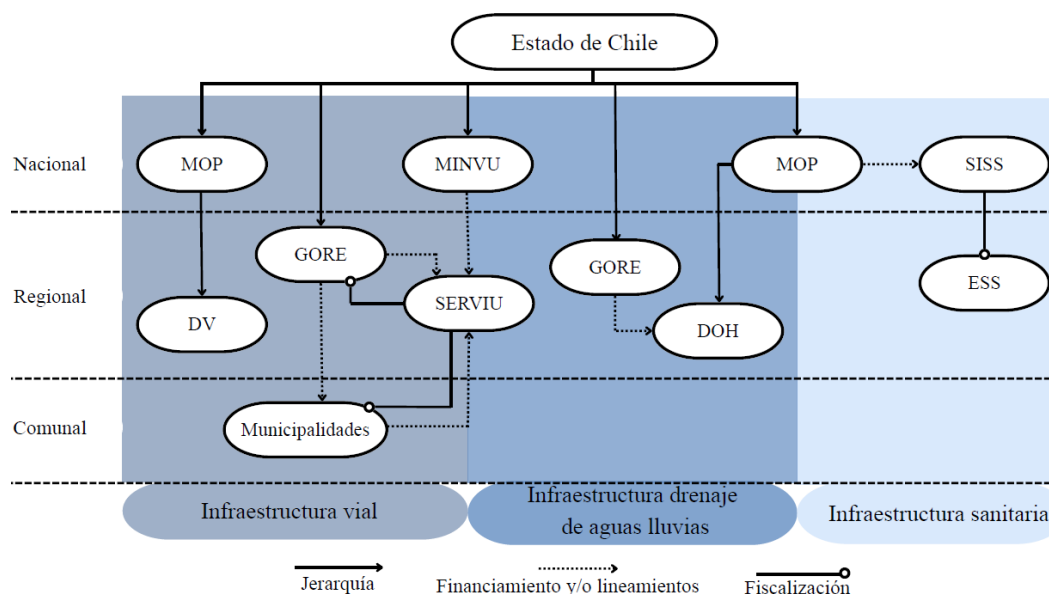 Estado de Chile
Nacional
MOP
MINVU
MOP
SISS
Regional
GORE
SERVIU
DV
GORE
DOH
ESS
Comunal
Municipalidades
Infraestructura vial
Infraestructura drenaje
de aguas lluvias
Infraestructura sanitaria
Jerarquía
Financiamiento y/o lineamientos
Fiscalización